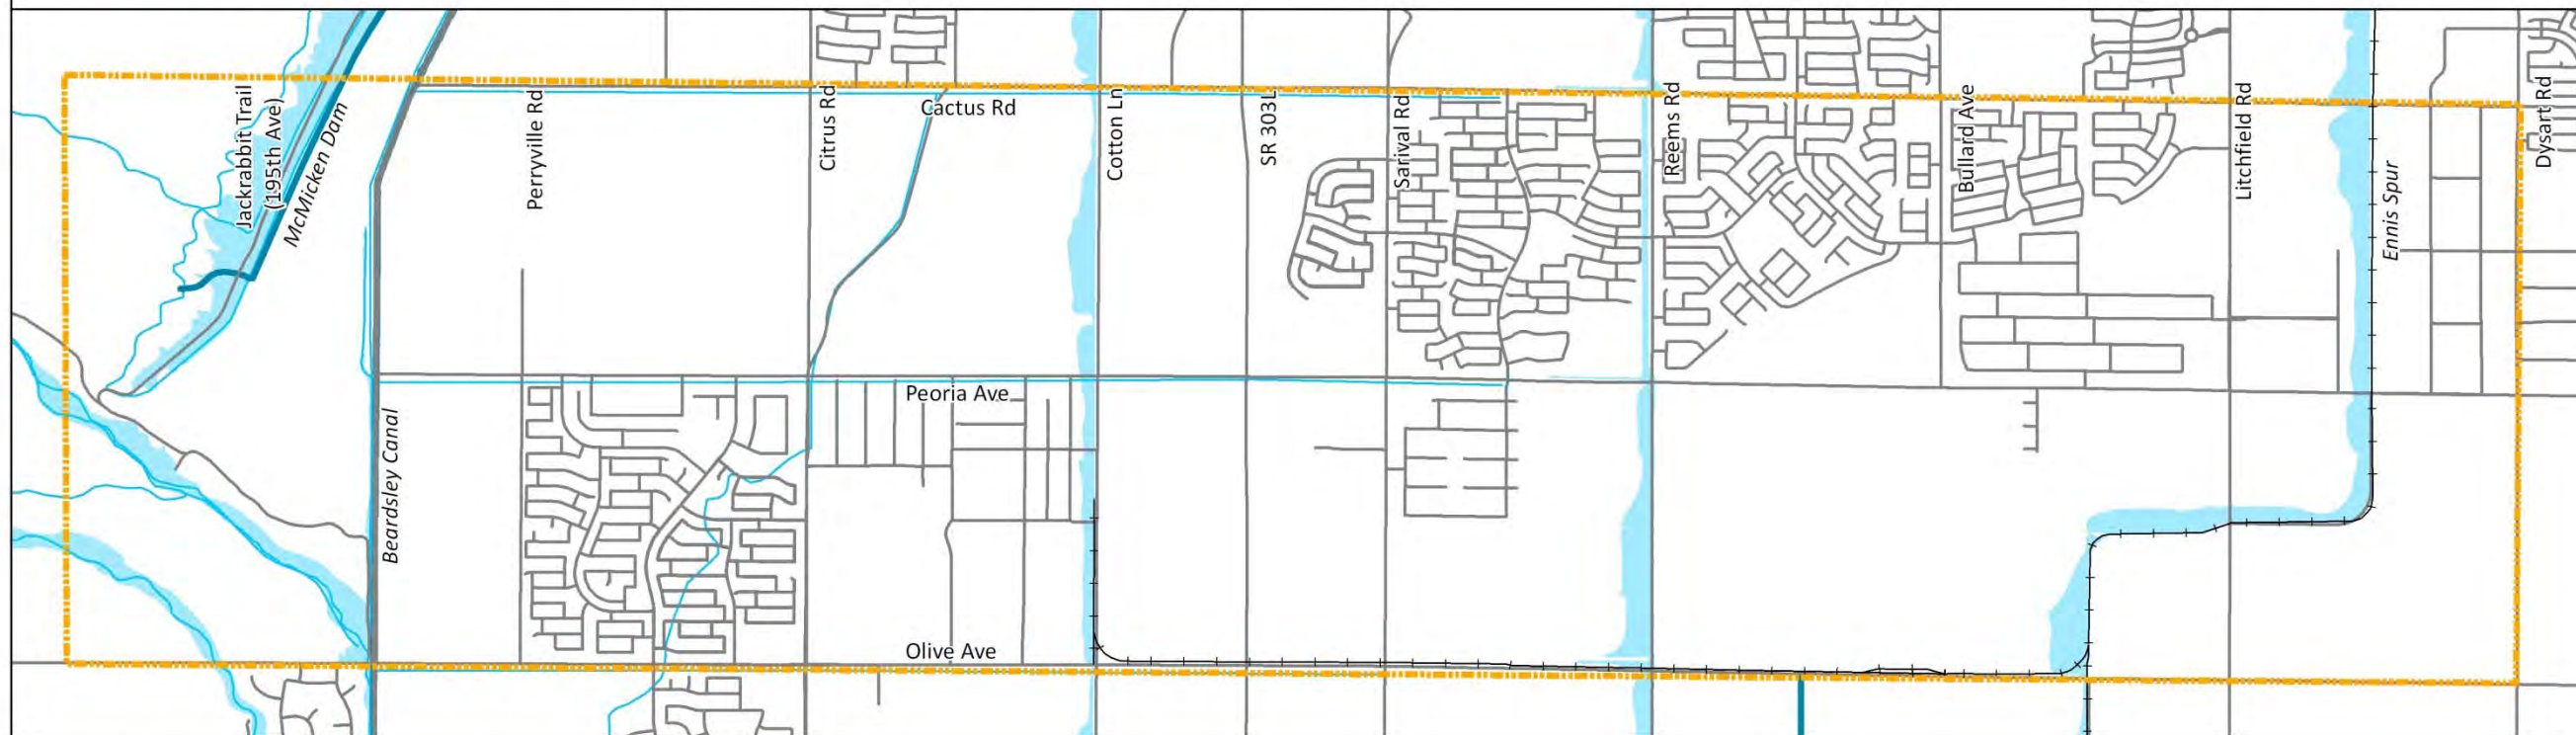 Jackrabbit Trail
(195th Ave)
McMicken Dam
Perryville Rd
Citrus Rd
Cactus Rd
Cotton Ln
SR 303L
Sarival Rd
Reems Rd
Bullard Ave
Litchfield Rd
Ennis Spur
Dysart Rd
Beardsley Canal
Peoria Ave
Olive Ave